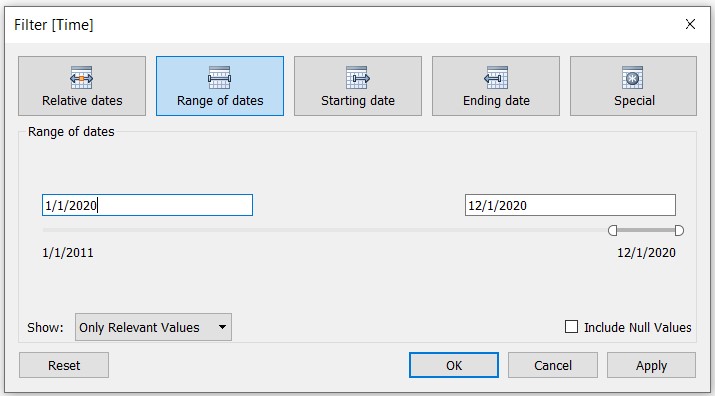 Filter [Time]
Relative dates
Range of dates
Starting date
Ending date
Special
Range of dates
1/1/2020
12/1/2020
1/1/2011
12/1/2020
Show:
Only Relevant Values
Include Null Values
Reset
OK
Cancel
Apply